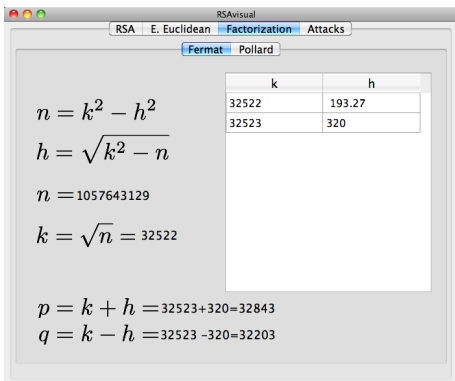 RSAvisual
RSA E. Euclidean Factorization Attacks
Fermat Pollard
k h
32522 193.27
32523 320
n = k² − h²
h = √(k² − n)
n =1057643129
k = √n = 32522
p = k + h =32523+320=32843
q = k − h =32523 -320=32203